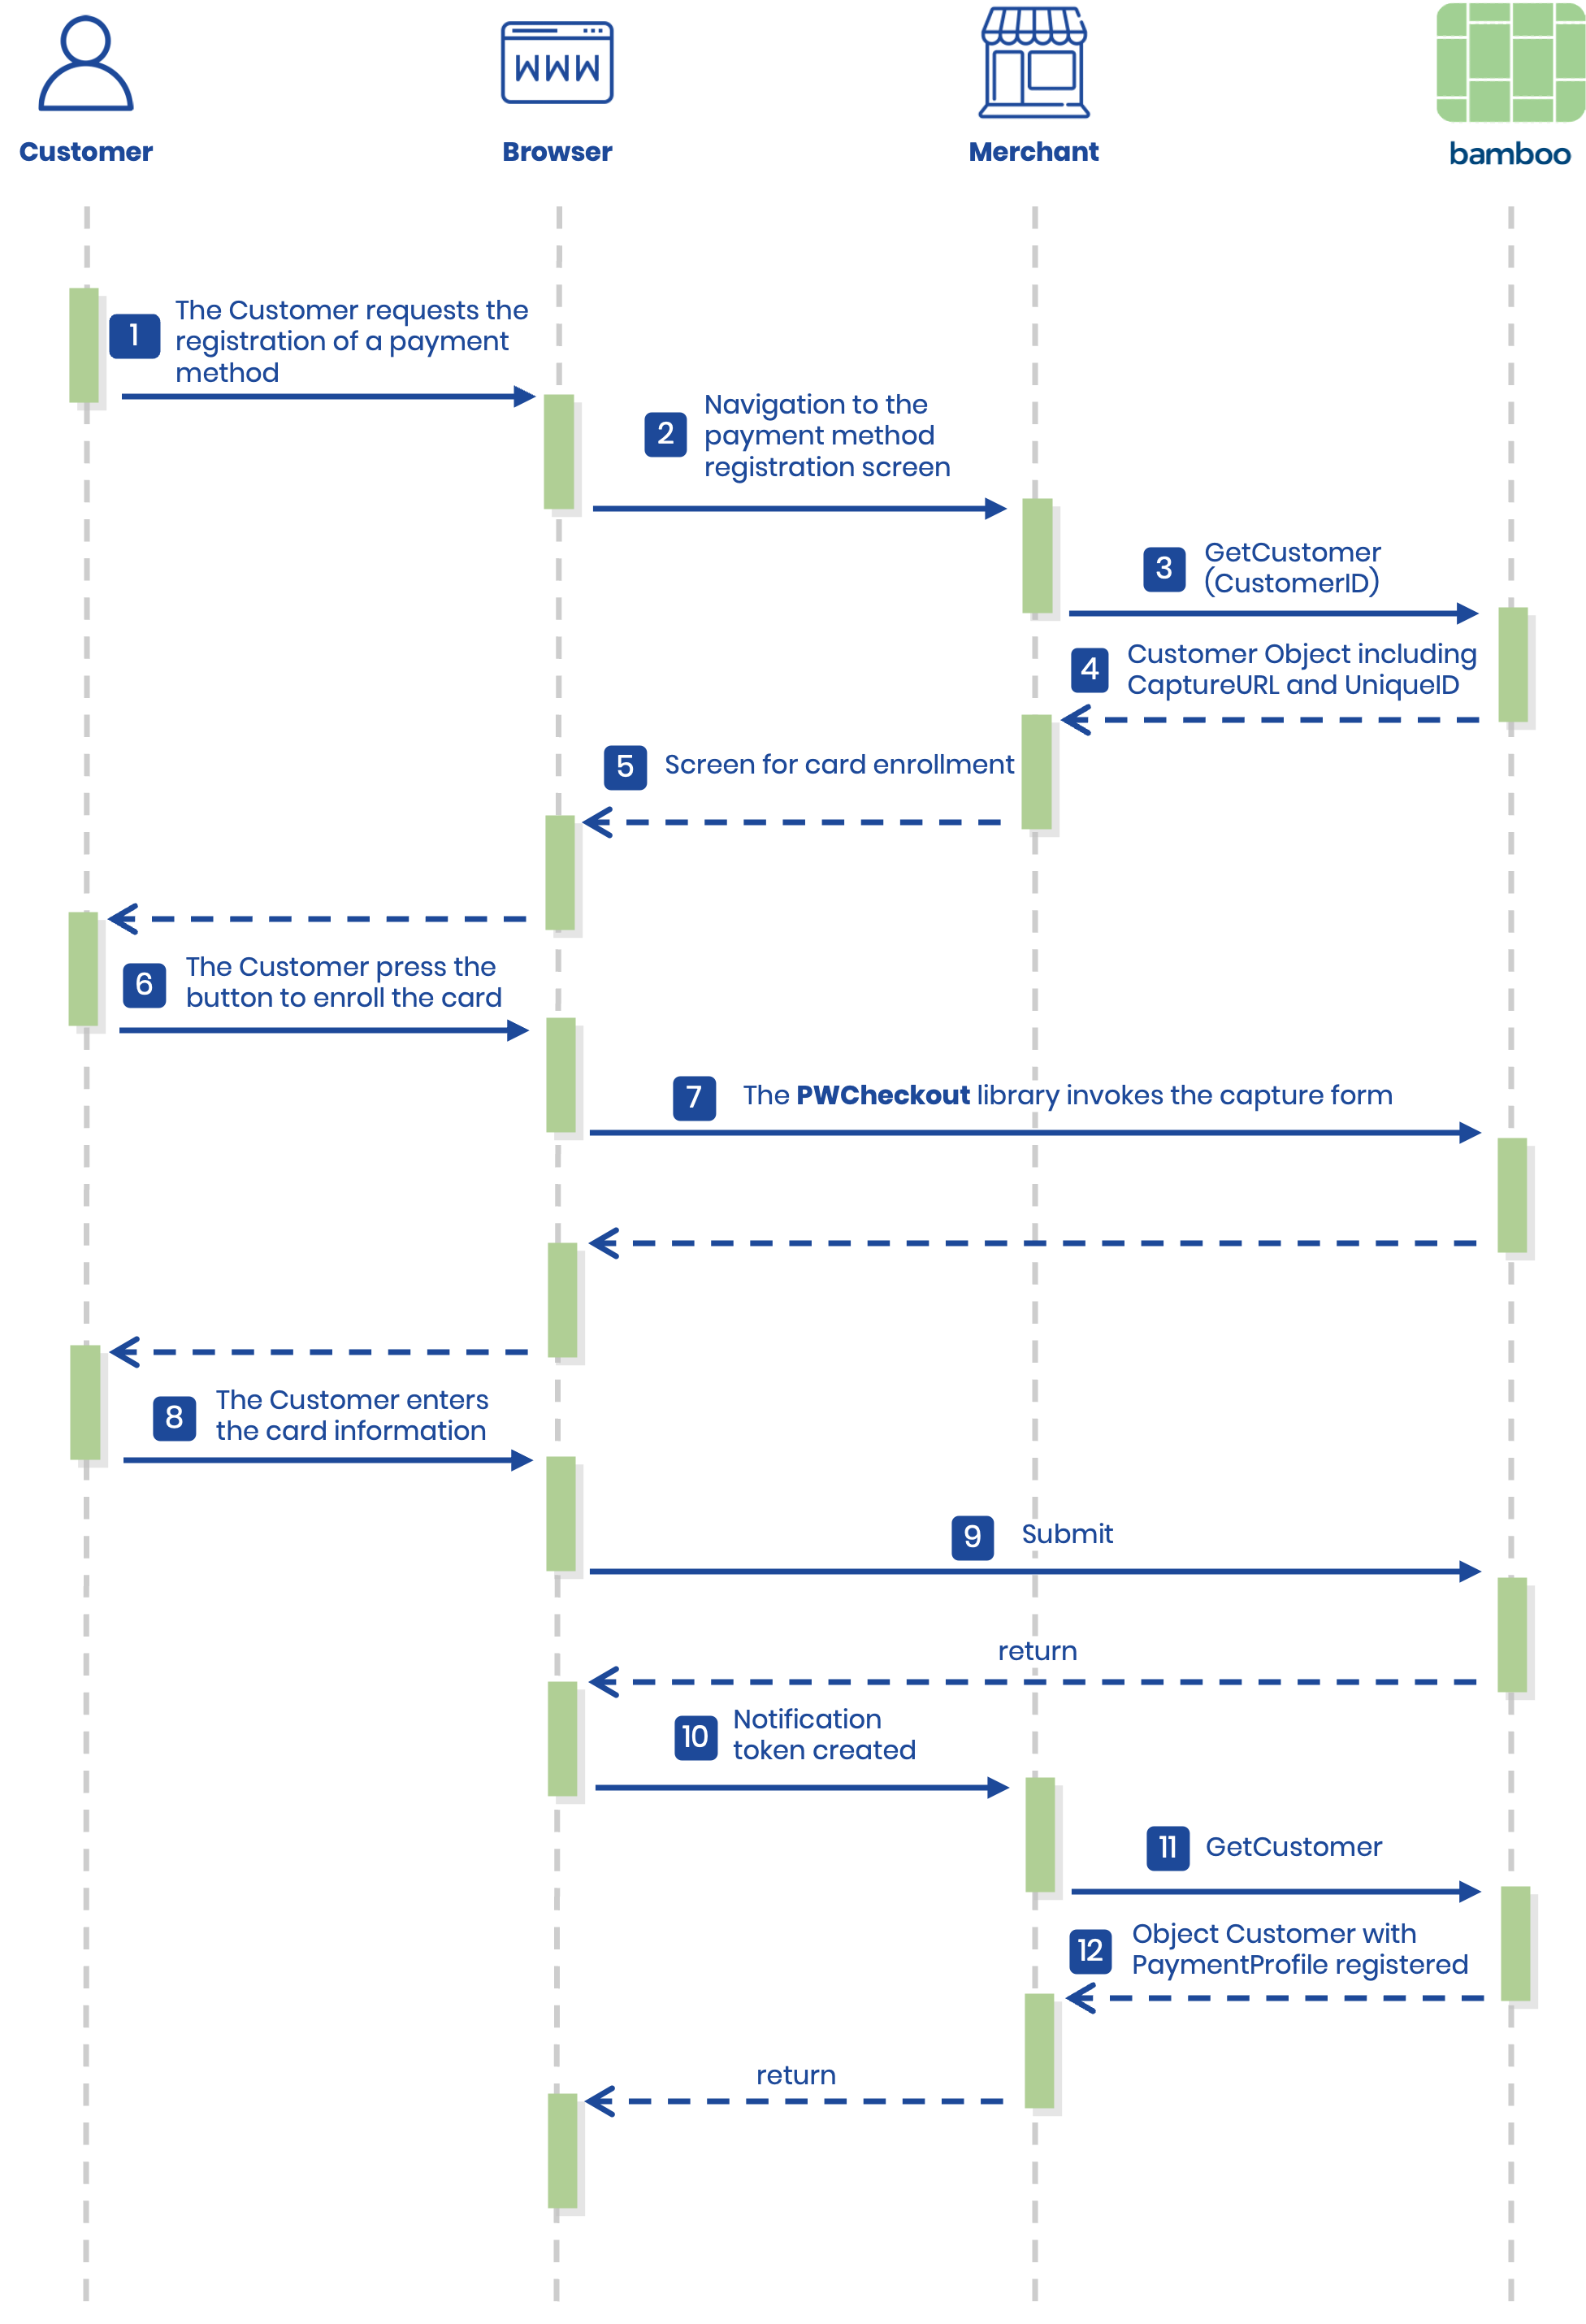 WWW
Customer
Browser
Merchant
bamboo
1
The Customer requests the
registration of a payment
method
2
Navigation to the
payment method
registration screen
3
GetCustomer
(CustomerID)
4
Customer Object including
CaptureURL and UniqueID
5
Screen for card enrollment
6
The Customer press the
button to enroll the card
7
The PWCheckout library invokes the capture form
8
The Customer enters
the card information
9
Submit
return
10
Notification
token created
11
GetCustomer
12
Object Customer with
PaymentProfile registered
return